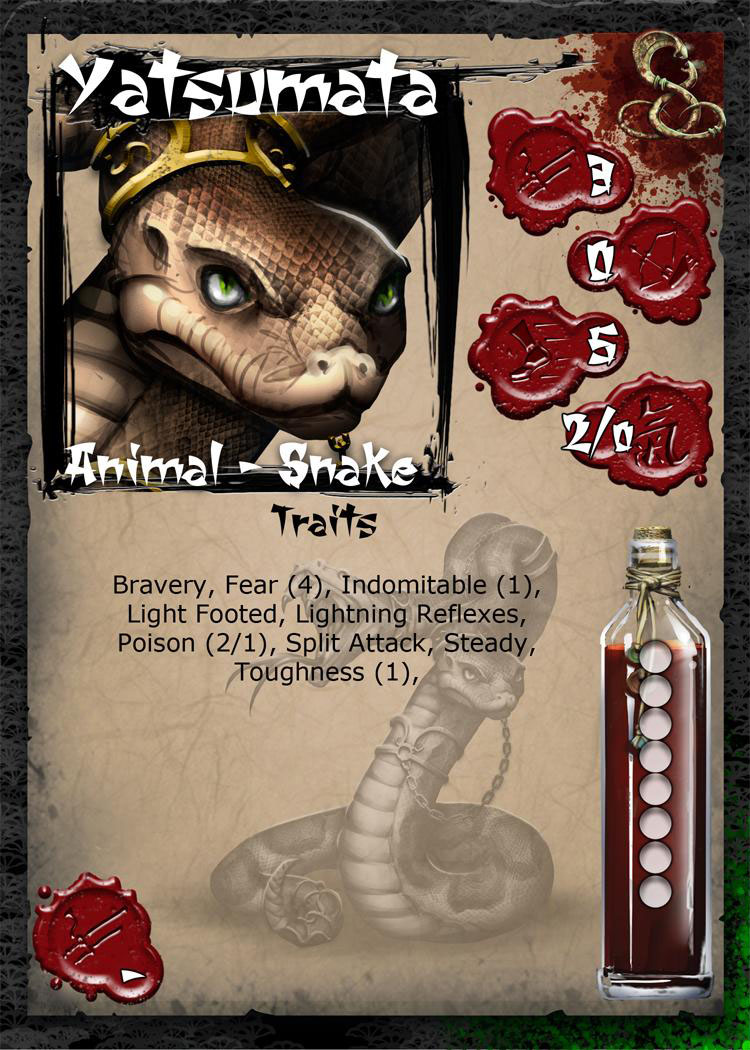 Yatsumata
3
0
5
2/0 氣
Animal - Snake
Traits
Bravery, Fear (4), Indomitable (1),
Light Footed, Lightning Reflexes,
Poison (2/1), Split Attack, Steady,
Toughness (1),
-